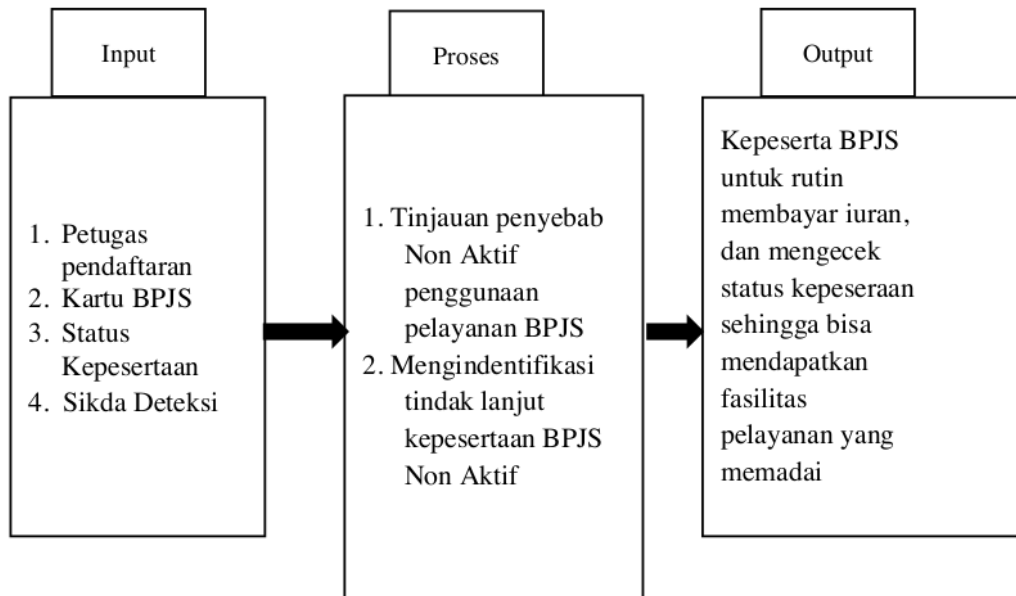 Input
1. Petugas
pendaftaran
2. Kartu BPJS
3. Status
Kepesertaan
4. Sikda Deteksi
Proses
1. Tinjauan penyebab
Non Aktif
penggunaan
pelayanan BPJS
2. Mengindentifikasi
tindak lanjut
kepesertaan BPJS
Non Aktif
Output
Kepeserta BPJS
untuk rutin
membayar iuran,
dan mengecek
status kepeseraan
sehingga bisa
mendapatkan
fasilitas
pelayanan yang
memadai